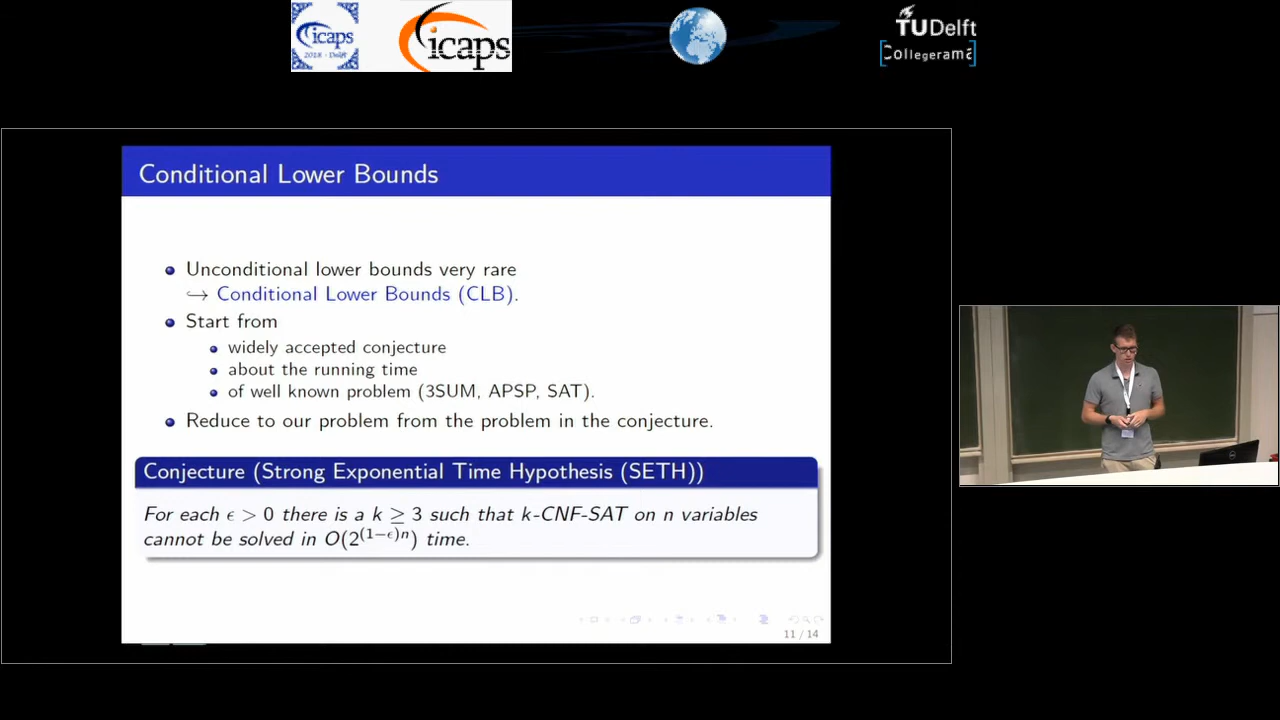 icaps
2018 - Delft
icaps
TUDelft
Collegerama
Conditional Lower Bounds
Unconditional lower bounds very rare
↪ Conditional Lower Bounds (CLB).
Start from
widely accepted conjecture
about the running time
of well known problem (3SUM, APSP, SAT).
Reduce to our problem from the problem in the conjecture.
Conjecture (Strong Exponential Time Hypothesis (SETH))
For each ϵ > 0 there is a k ≥ 3 such that k-CNF-SAT on n variables
cannot be solved in O(2^{(1−ϵ)n}) time.
11 / 14